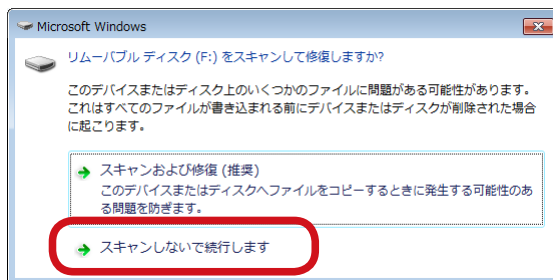 Microsoft Windows
リムーバブル ディスク (F:) をスキャンして修復しますか?
このデバイスまたはディスク上のいくつかのファイルに問題がある可能性があります。
これはすべてのファイルが書き込まれる前にデバイスまたはディスクが削除された場合
に起こります。
スキャンおよび修復 (推奨)
このデバイスまたはディスクへファイルをコピーするときに発生する可能性のあ
る問題を防ぎます。
スキャンしないで続行します